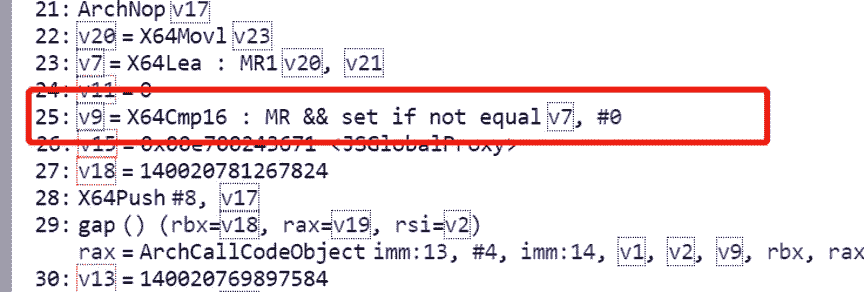 21: ArchNop v17
22: v20 = X64Movl v23
23: v7 = X64Lea : MR1 v20, v21
24: v11 = 0
25: v9 = X64Cmp16 : MR && set if not equal v7, #0
26: v15 = 0x08e700243671 <JSGlobalProxy>
27: v18 = 140020781267824
28: X64Push #8, v17
29: gap () (rbx=v18, rax=v19, rsi=v2)
rax = ArchCallCodeObject imm:13, #4, imm:14, v1, v2, v9, rbx, rax
30: v13 = 140020769897584